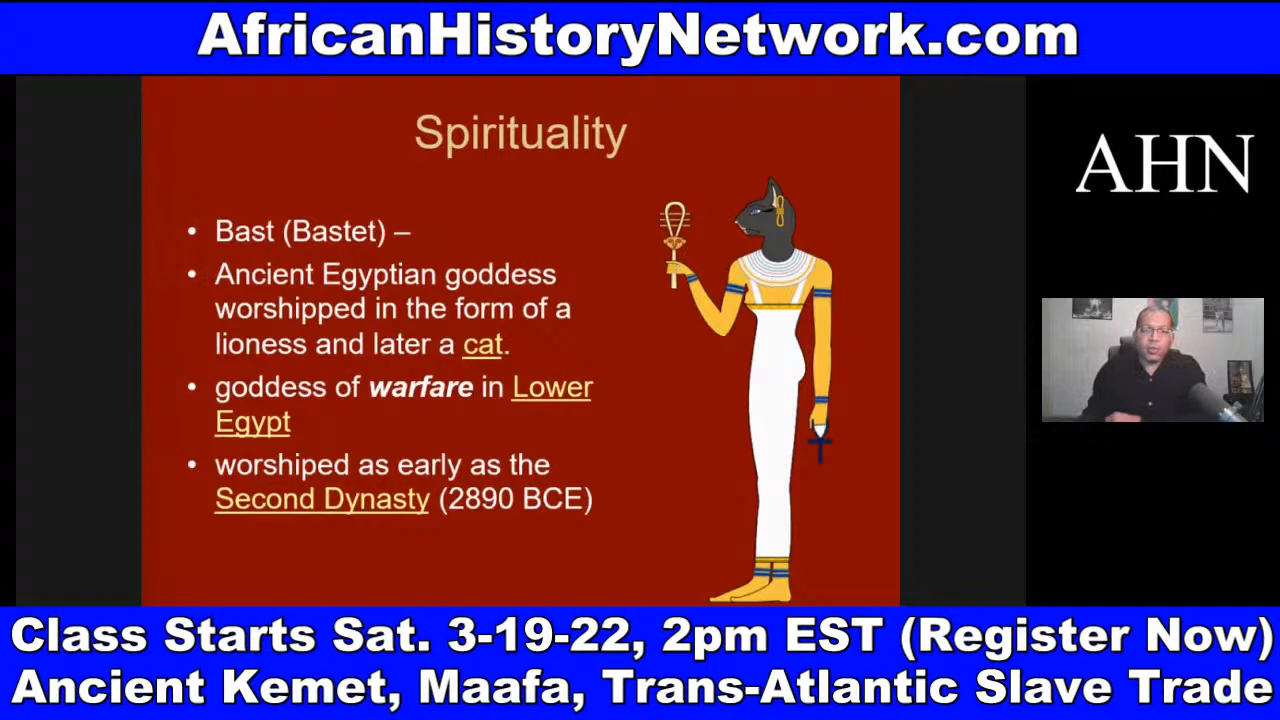 AfricanHistoryNetwork.com
Spirituality
• Bast (Bastet) –
• Ancient Egyptian goddess
worshipped in the form of a
lioness and later a cat.
• goddess of warfare in Lower
Egypt
• worshiped as early as the
Second Dynasty (2890 BCE)
AHN
Class Starts Sat. 3-19-22, 2pm EST (Register Now)
Ancient Kemet, Maafa, Trans-Atlantic Slave Trade